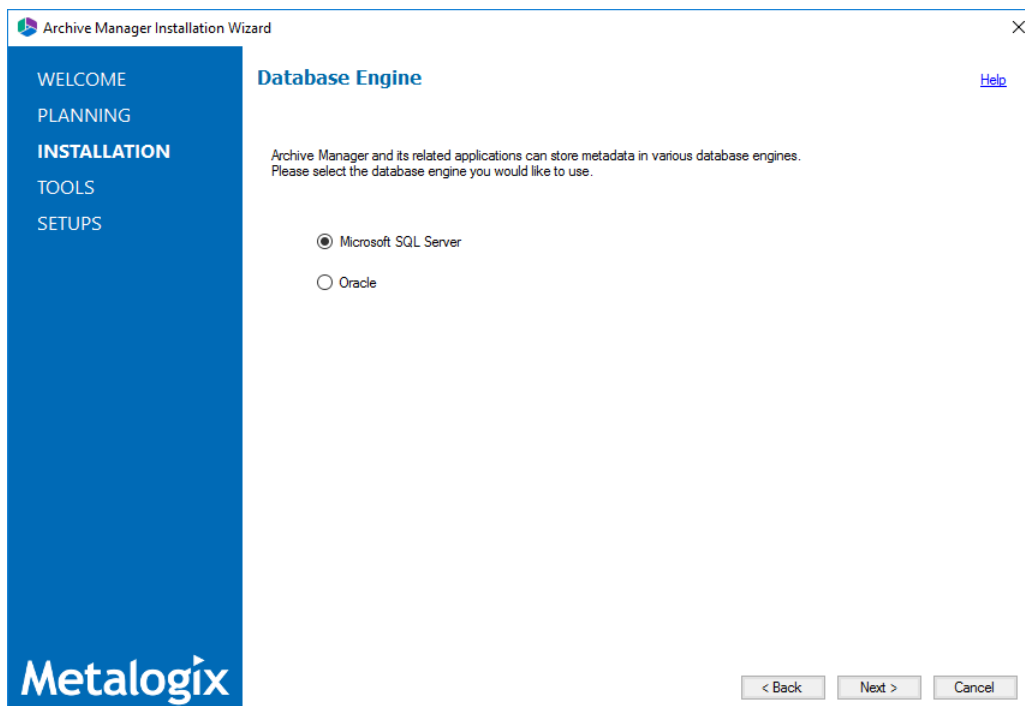 Archive Manager Installation Wizard
WELCOME
PLANNING
INSTALLATION
TOOLS
SETUPS
Database Engine
Help
Archive Manager and its related applications can store metadata in various database engines.
Please select the database engine you would like to use.
Microsoft SQL Server
Oracle
Metalogix
< Back
Next >
Cancel